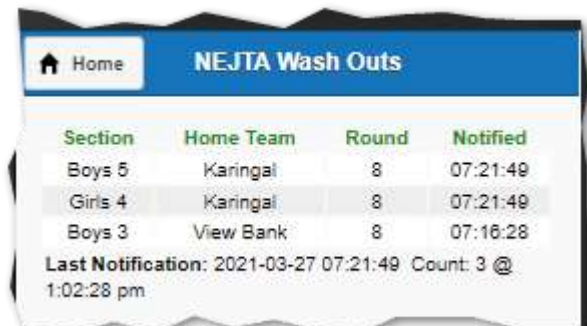 Home NEJTA Wash Outs
Section Home Team Round Notified
Boys 5 Karingal 8 07:21:49
Girls 4 Karingal 8 07:21:49
Boys 3 View Bank 8 07:16:28
Last Notification: 2021-03-27 07:21:49 Count: 3 @
1:02:28 pm